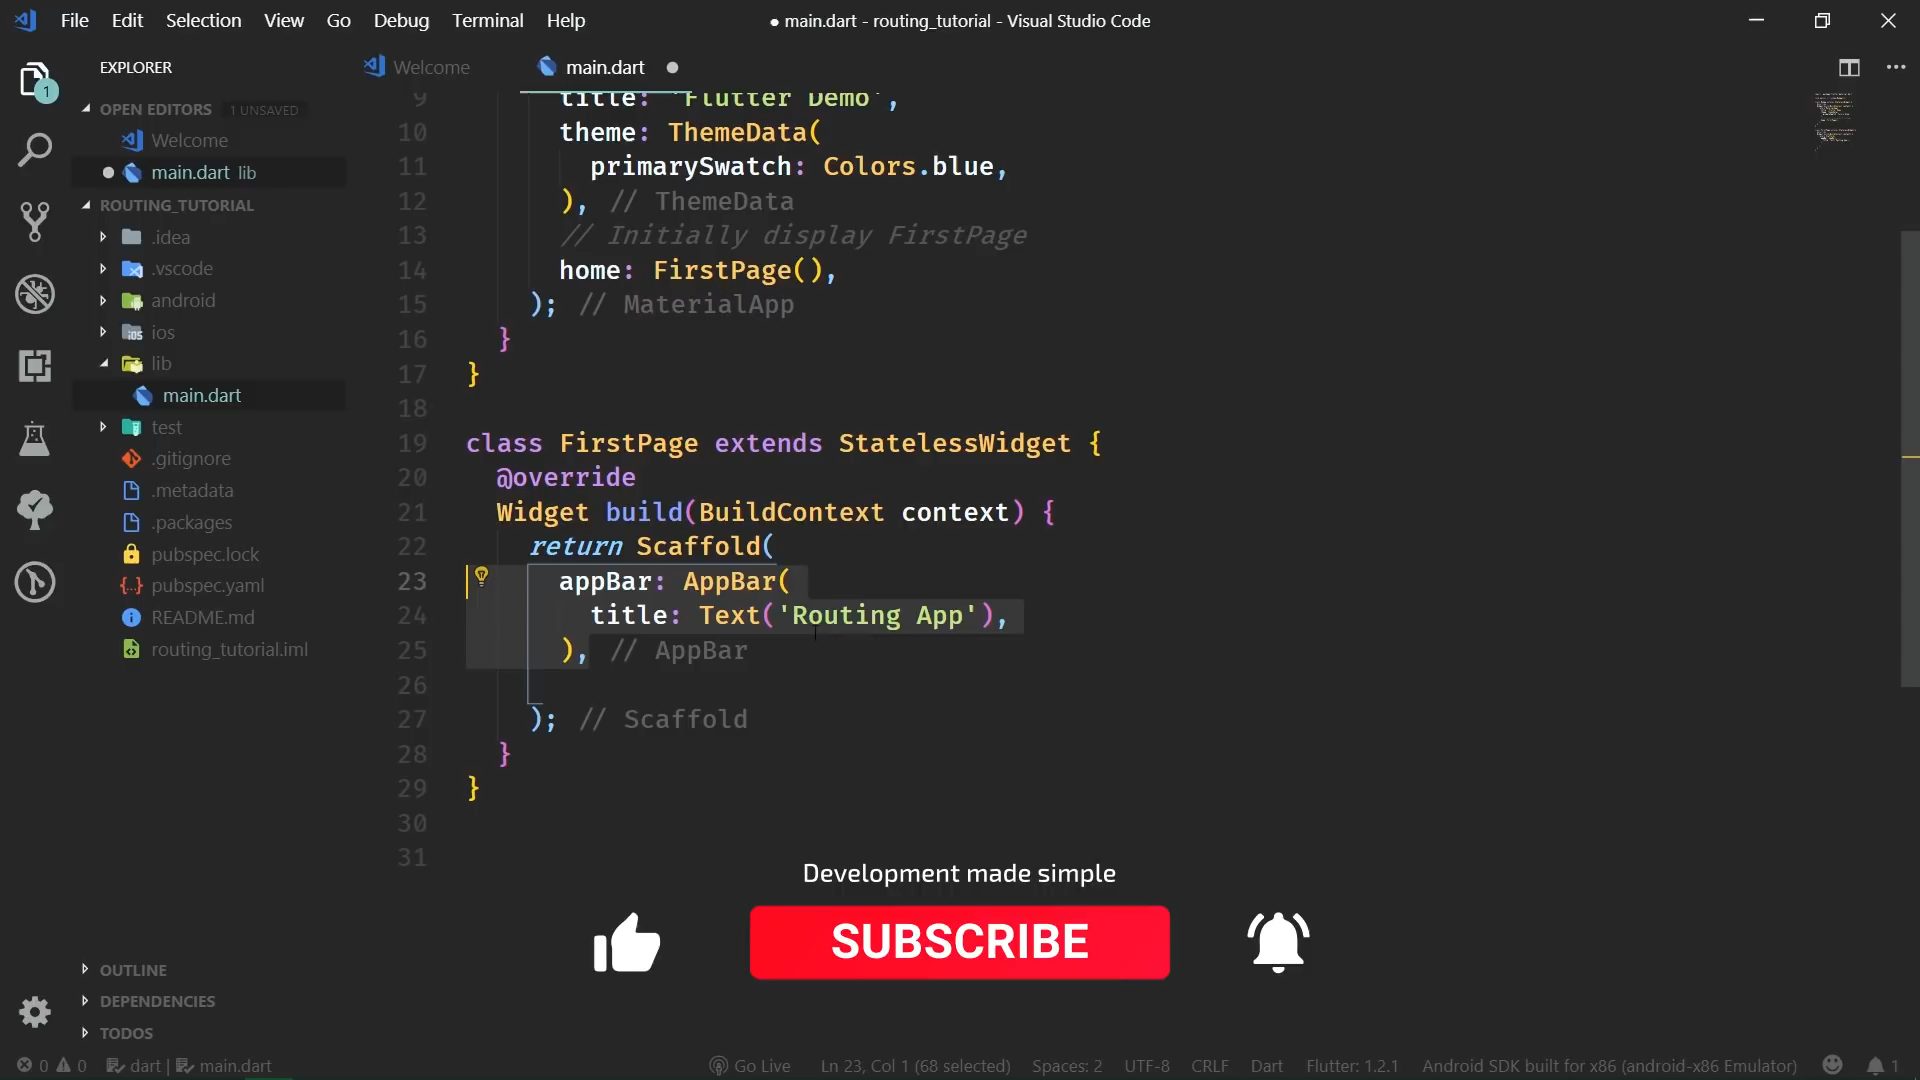 File Edit Selection View Go Debug Terminal Help
● main.dart - routing_tutorial - Visual Studio Code
EXPLORER
1
OPEN EDITORS 1 UNSAVED
Welcome
main.dart lib
ROUTING_TUTORIAL
.idea
.vscode
android
ios
lib
main.dart
test
.gitignore
.metadata
.packages
pubspec.lock
pubspec.yaml
README.md
routing_tutorial.iml
OUTLINE
DEPENDENCIES
TODOS
Welcome main.dart
9 title: 'Flutter Demo',
10 theme: ThemeData(
11 primarySwatch: Colors.blue,
12 ), // ThemeData
13 // Initially display FirstPage
14 home: FirstPage(),
15 ); // MaterialApp
16 }
17 }
18
19 class FirstPage extends StatelessWidget {
20 @override
21 Widget build(BuildContext context) {
22 return Scaffold(
23 appBar: AppBar(
24 title: Text('Routing App'),
25 ), // AppBar
26
27 ); // Scaffold
28 }
29 }
30
31
Development made simple
SUBSCRIBE
0 0 dart | main.dart Go Live Ln 23, Col 1 (68 selected) Spaces: 2 UTF-8 CRLF Dart Flutter: 1.2.1 Android SDK built for x86 (android-x86 Emulator) 1